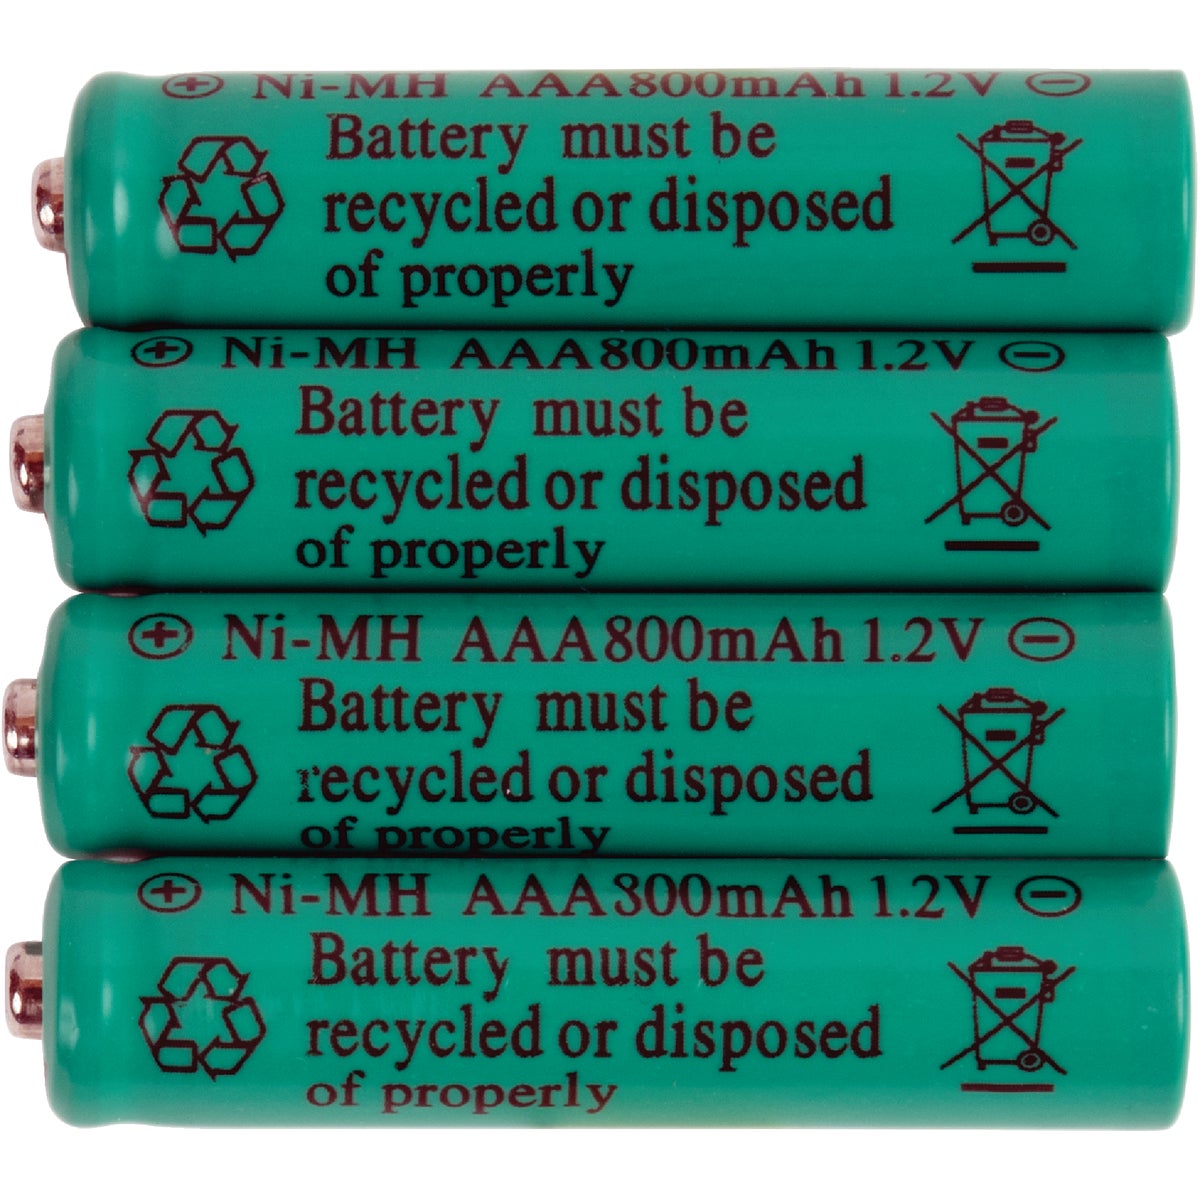 + Ni-MH AAA800mAh 1.2V -
Battery must be
recycled or disposed
of properly
+ Ni-MH AAA800mAh 1.2V -
Battery must be
recycled or disposed
of properly
+ Ni-MH AAA800mAh 1.2V -
Battery must be
recycled or disposed
of properly
+ Ni-MH AAA800mAh 1.2V -
Battery must be
recycled or disposed
of properly